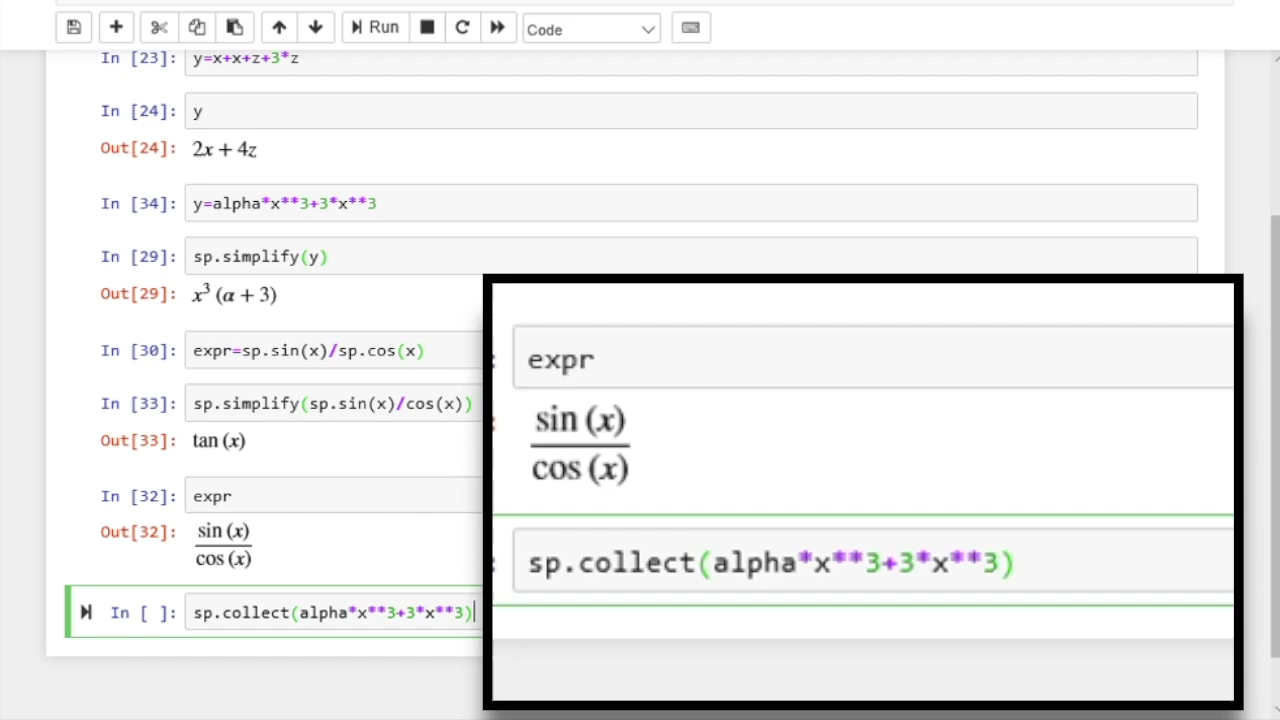 Run
Code
In [23]: y=x+x+z+3*z
In [24]: y
Out[24]: 2x + 4z
In [34]: y=alpha*x**3+3*x**3
In [29]: sp.simplify(y)
Out[29]: x³ (α + 3)
In [30]: expr=sp.sin(x)/sp.cos(x)
In [33]: sp.simplify(sp.sin(x)/cos(x))
Out[33]: tan (x)
In [32]: expr
Out[32]: sin (x)
cos (x)
In [ ]: sp.collect(alpha*x**3+3*x**3)
expr
sin (x)
cos (x)
sp.collect(alpha*x**3+3*x**3)